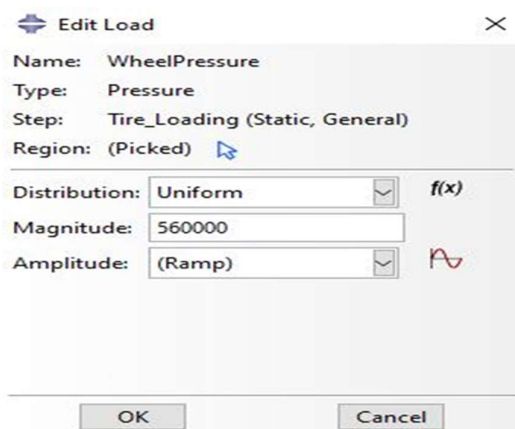 Edit Load
Name: WheelPressure
Type: Pressure
Step: Tire_Loading (Static, General)
Region: (Picked)
Distribution: Uniform f(x)
Magnitude: 560000
Amplitude: (Ramp)
OK Cancel